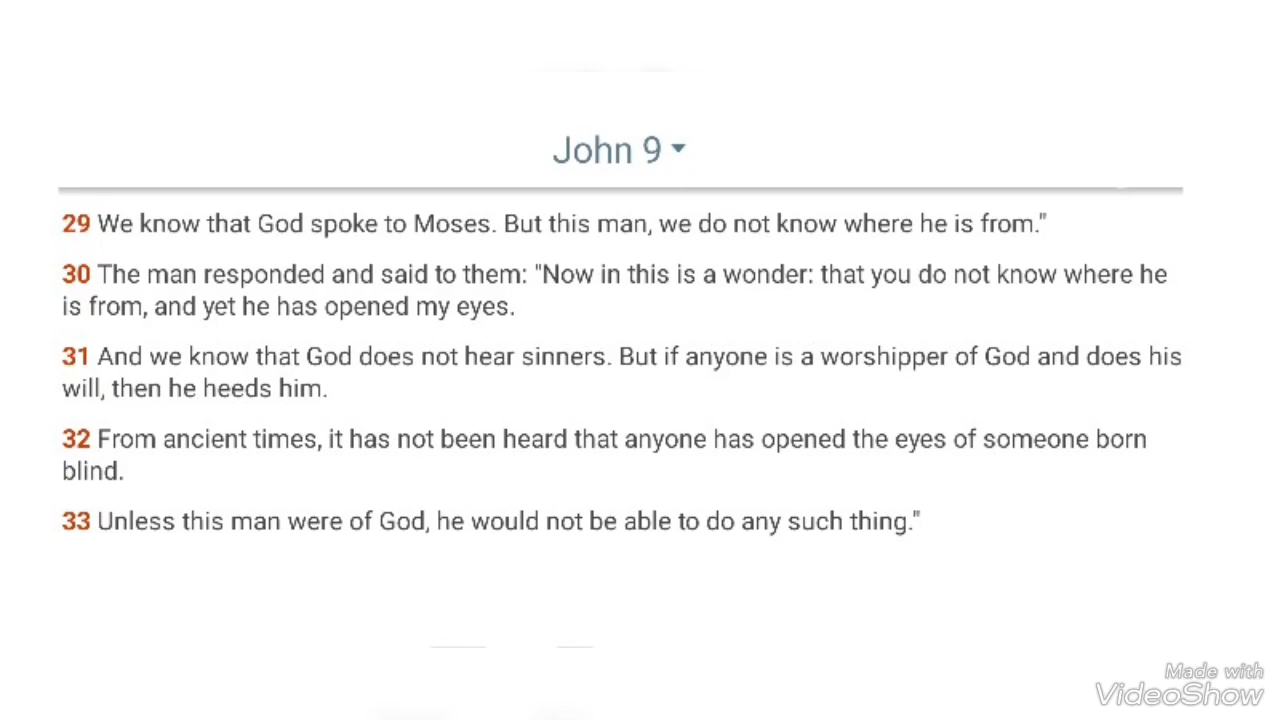 John 9
29 We know that God spoke to Moses. But this man, we do not know where he is from."
30 The man responded and said to them: "Now in this is a wonder: that you do not know where he
is from, and yet he has opened my eyes.
31 And we know that God does not hear sinners. But if anyone is a worshipper of God and does his
will, then he heeds him.
32 From ancient times, it has not been heard that anyone has opened the eyes of someone born
blind.
33 Unless this man were of God, he would not be able to do any such thing."
Made with
VideoShow